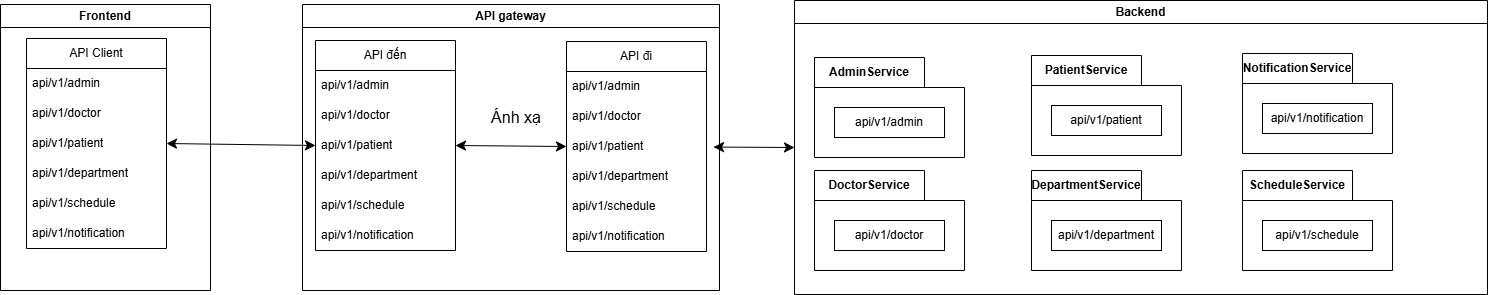 Frontend
API Client
api/v1/admin
api/v1/doctor
api/v1/patient
api/v1/department
api/v1/schedule
api/v1/notification
API gateway
API đến
api/v1/admin
api/v1/doctor
api/v1/patient
api/v1/department
api/v1/schedule
api/v1/notification
Ánh xạ
API đi
api/v1/admin
api/v1/doctor
api/v1/patient
api/v1/department
api/v1/schedule
api/v1/notification
Backend
AdminService
api/v1/admin
PatientService
api/v1/patient
NotificationService
api/v1/notification
DoctorService
api/v1/doctor
DepartmentService
api/v1/department
ScheduleService
api/v1/schedule